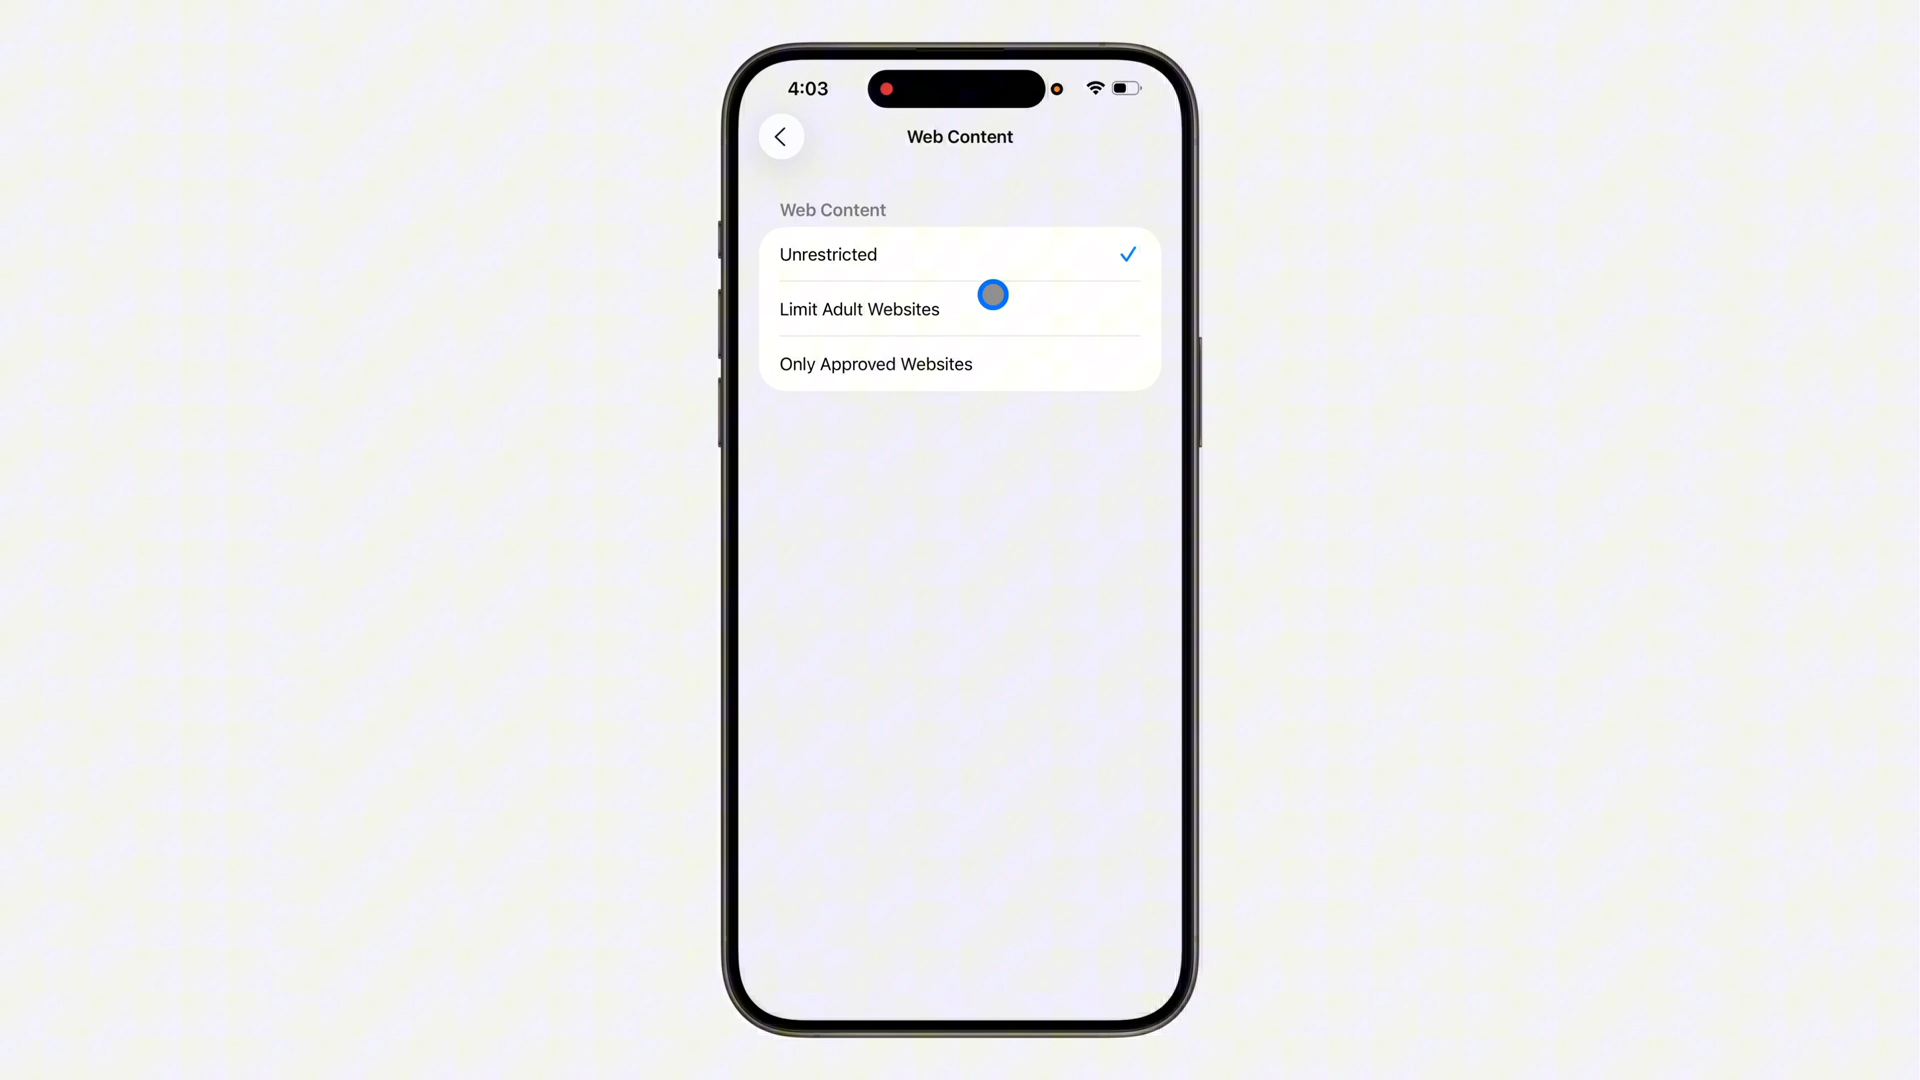 4:03
Web Content
Web Content
Unrestricted
Limit Adult Websites
Only Approved Websites